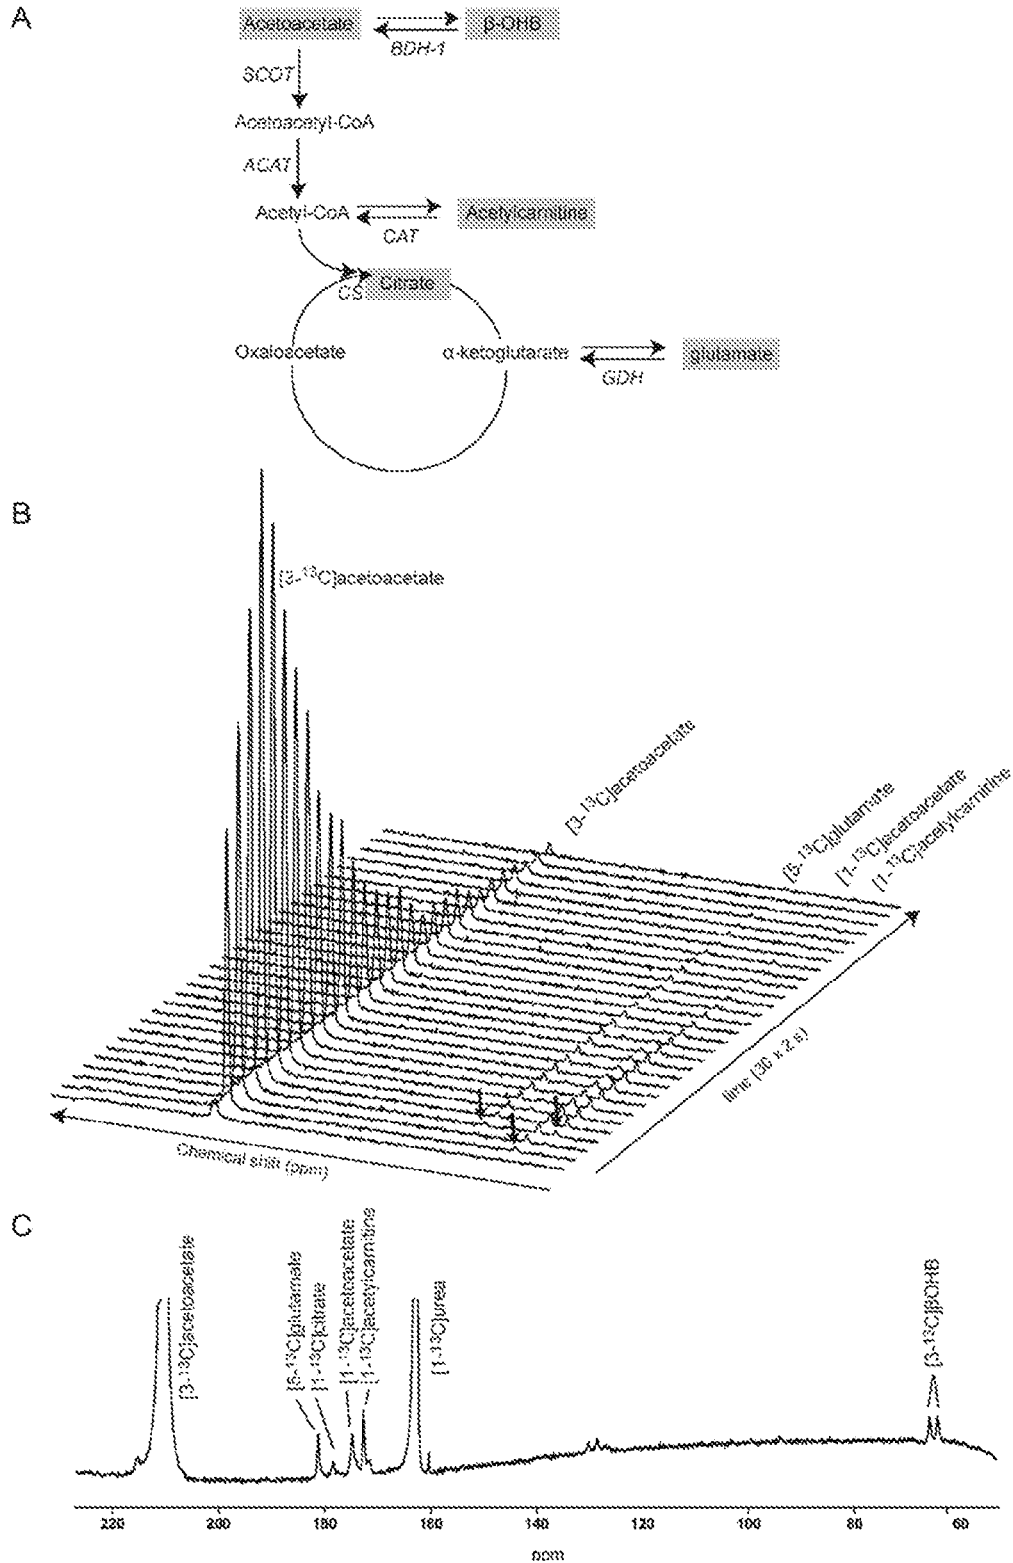 A
Acetoacetate
β-OHB
BDH-1
SCOT
Acetoacetyl-CoA
ACAT
Acetyl-CoA
Acetylcarnitine
CAT
Citrate
CS
Oxaloacetate
α-ketoglutarate
glutamate
GDH
B
[3-¹³C]acetoacetate
[3-¹³C]acetoacetate
[5-¹³C]glutamate
[1-¹³C]acetoacetate
[1-¹³C]acetylcarnitine
time (30 x 2 s)
Chemical shift (ppm)
C
[3-¹³C]acetoacetate
[5-¹³C]glutamate
[1-¹³C]citrate
[1-¹³C]acetoacetate
[1-¹³C]acetylcarnitine
[1-¹³C]urea
[3-¹³C]βOHB
220 200 180 160 140 120 100 80 60
ppm